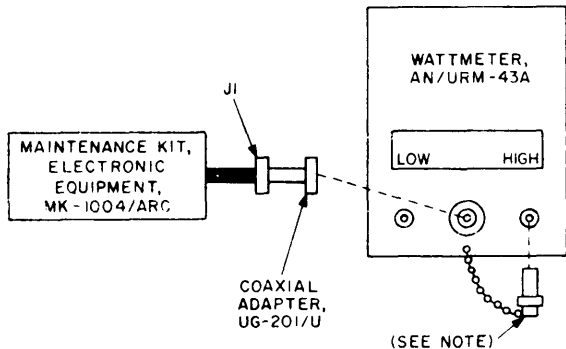 J1
MAINTENANCE KIT,
ELECTRONIC
EQUIPMENT,
MK-1004/ARC
COAXIAL
ADAPTER,
UG-201/U
WATTMETER,
AN/URM-43A
LOW HIGH
(SEE NOTE)